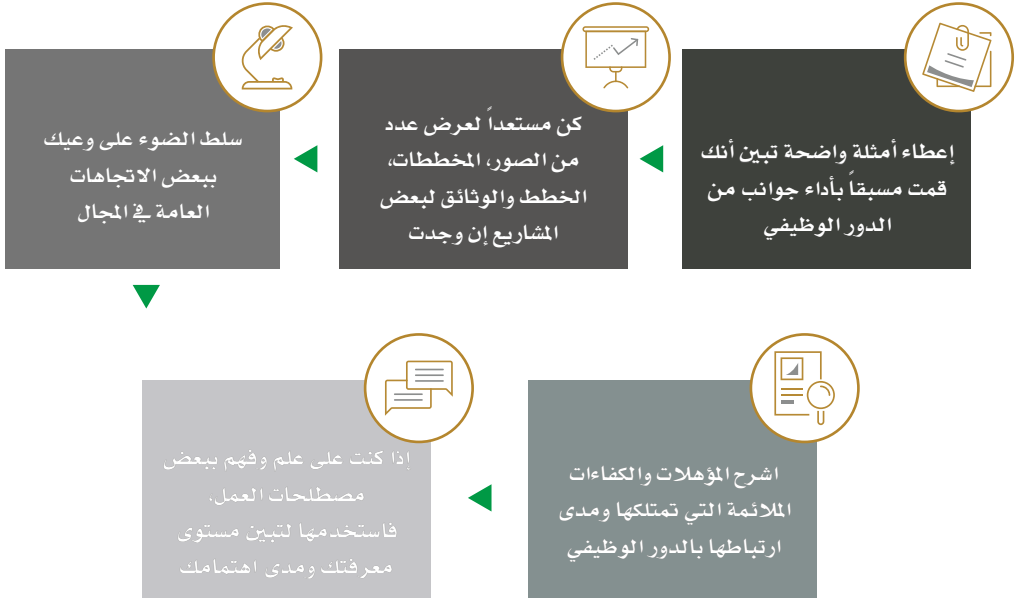 إعطاء أمثلة واضحة تبين أنك
قمت مسبقاً بأداء جوانب من
الدور الوظيفي
كن مستعداً لعرض عدد
من الصور، المخططات،
الخطط والوثائق لبعض
المشاريع إن وجدت
سلط الضوء على وعيك
ببعض الاتجاهات
العامة في المجال
اشرح المؤهلات والكفاءات
الملائمة التي تمتلكها ومدى
ارتباطها بالدور الوظيفي
إذا كنت على علم وفهم ببعض
مصطلحات العمل،
فاستخدمها لتبين مستوى
معرفتك ومدى اهتمامك